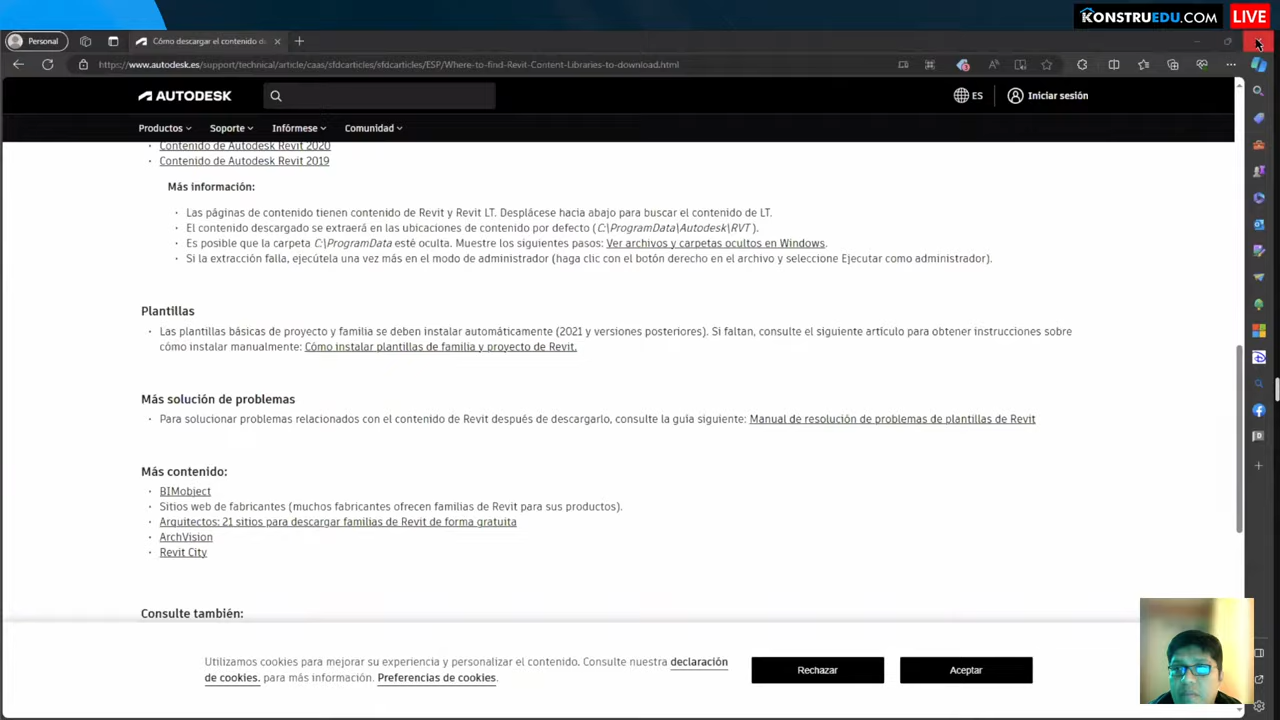 KONSTRUEDU.COM LIVE
Personal
Cómo descargar el contenido d
http://www.autodesk.es/support/technical/article/caas/sfdcarticles/sfdcarticles/ESP/Where-to-find-Revit-Content-Libraries-to-download.html
AUTODESK
ES
Iniciar sesión
Productos Soporte Infórmese Comunidad
· Contenido de Autodesk Revit 2020
· Contenido de Autodesk Revit 2019
Más información:
· Las páginas de contenido tienen contenido de Revit y Revit LT. Desplácese hacia abajo para buscar el contenido de LT.
· El contenido descargado se extraerá en las ubicaciones de contenido por defecto (C:\ProgramData\Autodesk\RVT ).
· Es posible que la carpeta C:\ProgramData esté oculta. Muestre los siguientes pasos: Ver archivos y carpetas ocultos en Windows.
· Si la extracción falla, ejecútela una vez más en el modo de administrador (haga clic con el botón derecho en el archivo y seleccione Ejecutar como administrador).
Plantillas
· Las plantillas básicas de proyecto y familia se deben instalar automáticamente (2021 y versiones posteriores). Si faltan, consulte el siguiente artículo para obtener instrucciones sobre
cómo instalar manualmente: Cómo instalar plantillas de familia y proyecto de Revit.
Más solución de problemas
· Para solucionar problemas relacionados con el contenido de Revit después de descargarlo, consulte la guía siguiente: Manual de resolución de problemas de plantillas de Revit
Más contenido:
· BIMobject
· Sitios web de fabricantes (muchos fabricantes ofrecen familias de Revit para sus productos).
· Arquitectos: 21 sitios para descargar familias de Revit de forma gratuita
· ArchVision
· Revit City
Consulte también:
Utilizamos cookies para mejorar su experiencia y personalizar el contenido. Consulte nuestra declaración
de cookies. para más información. Preferencias de cookies.
Rechazar
Aceptar